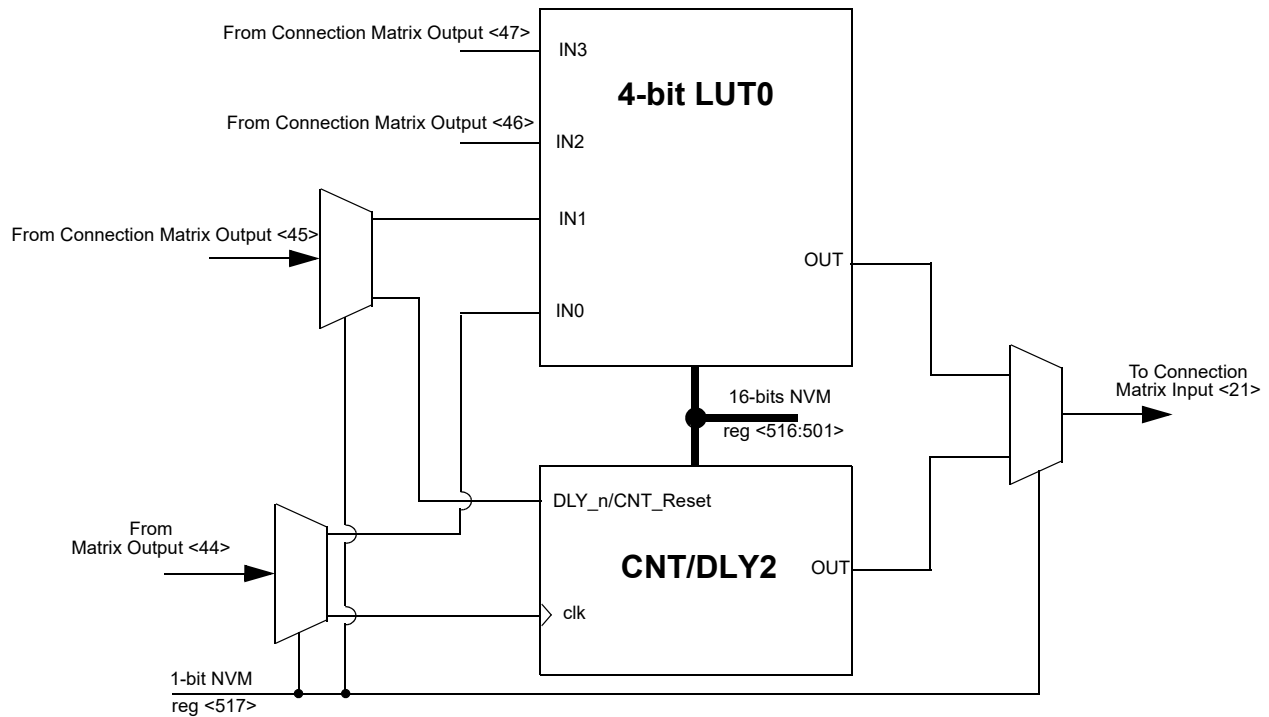 From Connection Matrix Output <47>
IN3
4-bit LUT0
From Connection Matrix Output <46>
IN2
IN1
From Connection Matrix Output <45>
OUT
IN0
To Connection
Matrix Input <21>
16-bits NVM
reg <516:501>
DLY_n/CNT_Reset
From
Matrix Output <44>
CNT/DLY2
OUT
clk
1-bit NVM
reg <517>